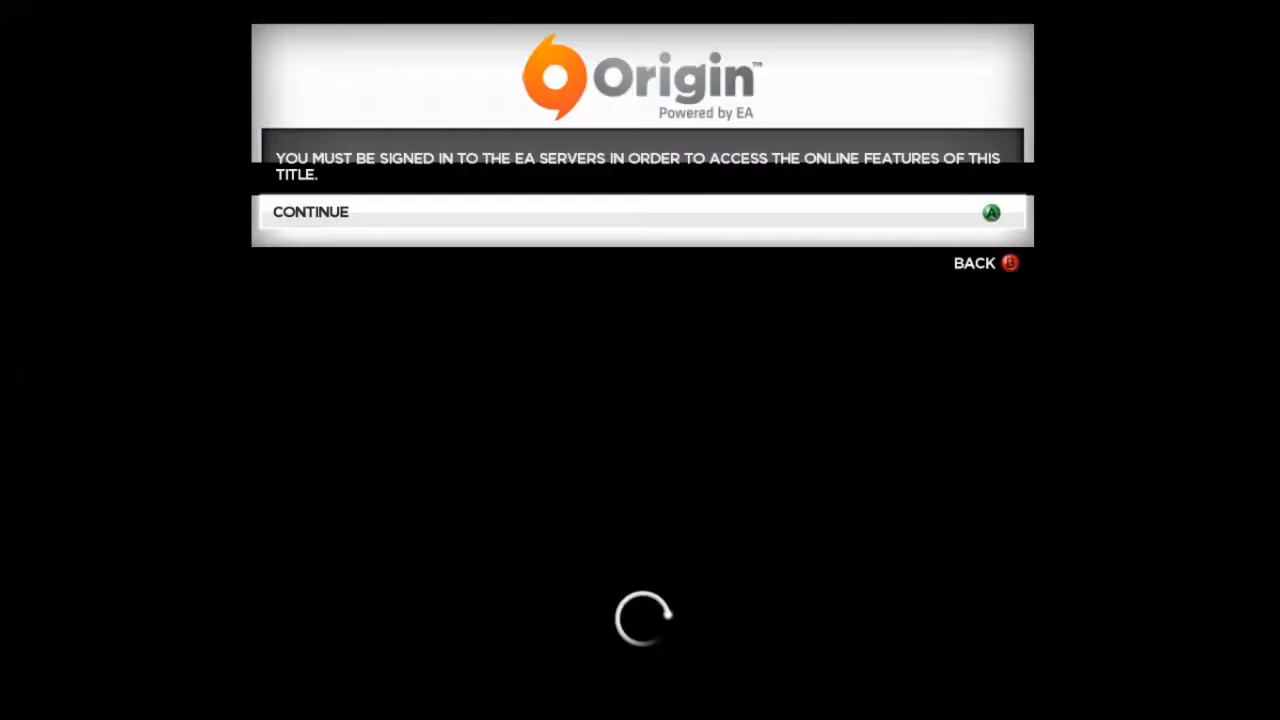 Origin™
Powered by EA
YOU MUST BE SIGNED IN TO THE EA SERVERS IN ORDER TO ACCESS THE ONLINE FEATURES OF THIS
TITLE.
CONTINUE A
BACK B